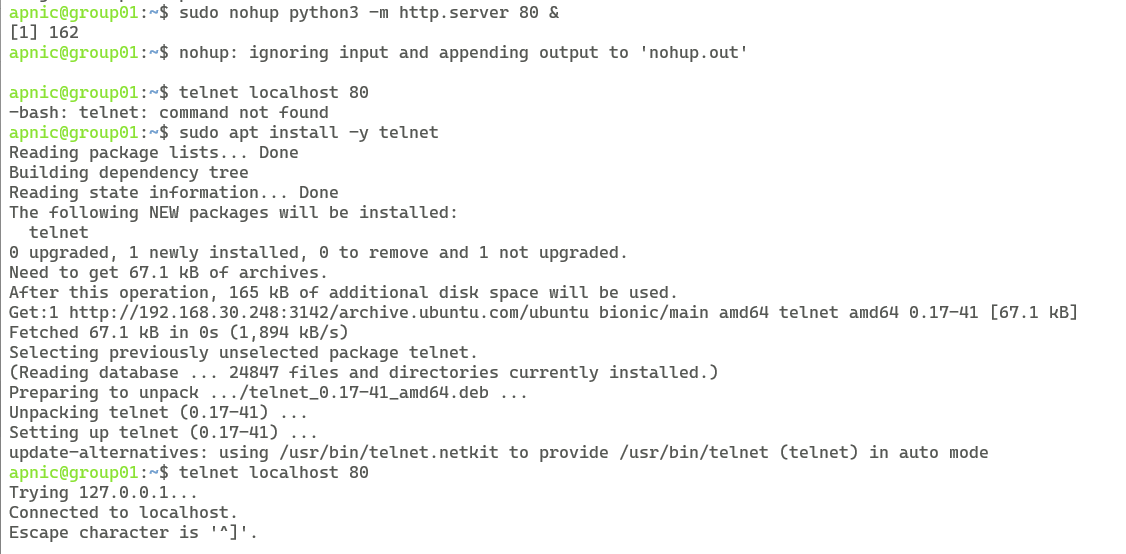 apnic@group01:~$ sudo nohup python3 -m http.server 80 &
[1] 162
apnic@group01:~$ nohup: ignoring input and appending output to 'nohup.out'
apnic@group01:~$ telnet localhost 80
-bash: telnet: command not found
apnic@group01:~$ sudo apt install -y telnet
Reading package lists... Done
Building dependency tree
Reading state information... Done
The following NEW packages will be installed:
  telnet
0 upgraded, 1 newly installed, 0 to remove and 1 not upgraded.
Need to get 67.1 kB of archives.
After this operation, 165 kB of additional disk space will be used.
Get:1 http://192.168.30.248:3142/archive.ubuntu.com/ubuntu bionic/main amd64 telnet amd64 0.17-41 [67.1 kB]
Fetched 67.1 kB in 0s (1,894 kB/s)
Selecting previously unselected package telnet.
(Reading database ... 24847 files and directories currently installed.)
Preparing to unpack .../telnet_0.17-41_amd64.deb ...
Unpacking telnet (0.17-41) ...
Setting up telnet (0.17-41) ...
update-alternatives: using /usr/bin/telnet.netkit to provide /usr/bin/telnet (telnet) in auto mode
apnic@group01:~$ telnet localhost 80
Trying 127.0.0.1...
Connected to localhost.
Escape character is '^]'.